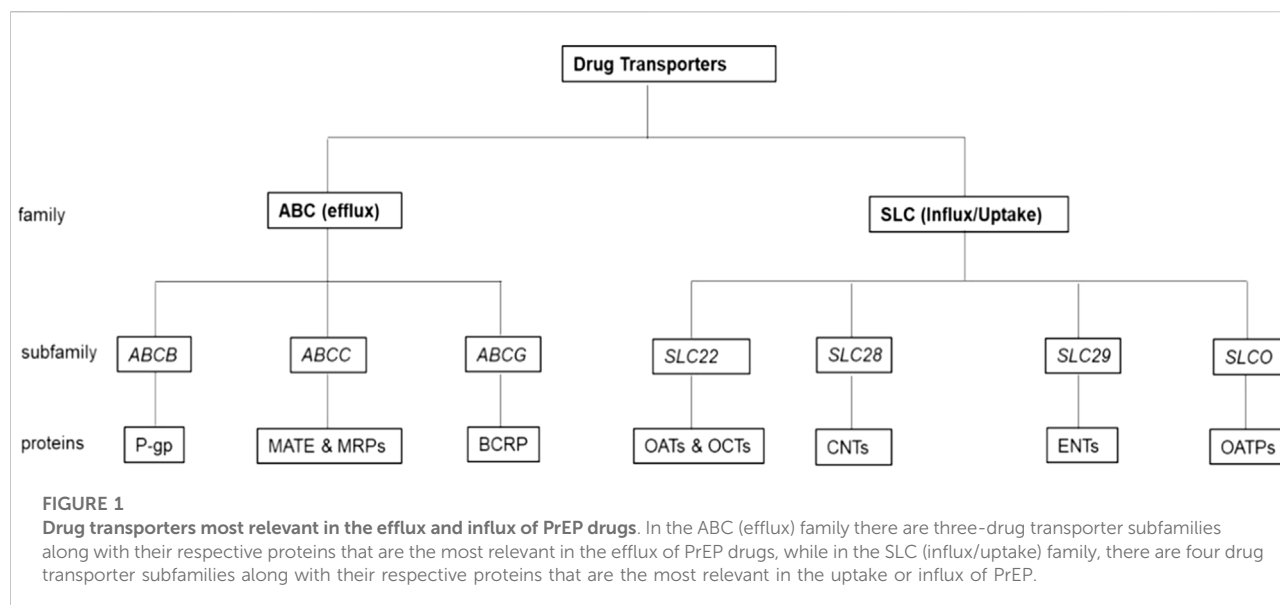 Drug Transporters
family
ABC (efflux)
SLC (Influx/Uptake)
subfamily
ABCB
ABCC
ABCG
SLC22
SLC28
SLC29
SLCO
proteins
P-gp
MATE & MRPs
BCRP
OATs & OCTs
CNTs
ENTs
OATPs
FIGURE 1
Drug transporters most relevant in the efflux and influx of PrEP drugs. In the ABC (efflux) family there are three-drug transporter subfamilies
along with their respective proteins that are the most relevant in the efflux of PrEP drugs, while in the SLC (influx/uptake) family, there are four drug
transporter subfamilies along with their respective proteins that are the most relevant in the uptake or influx of PrEP.